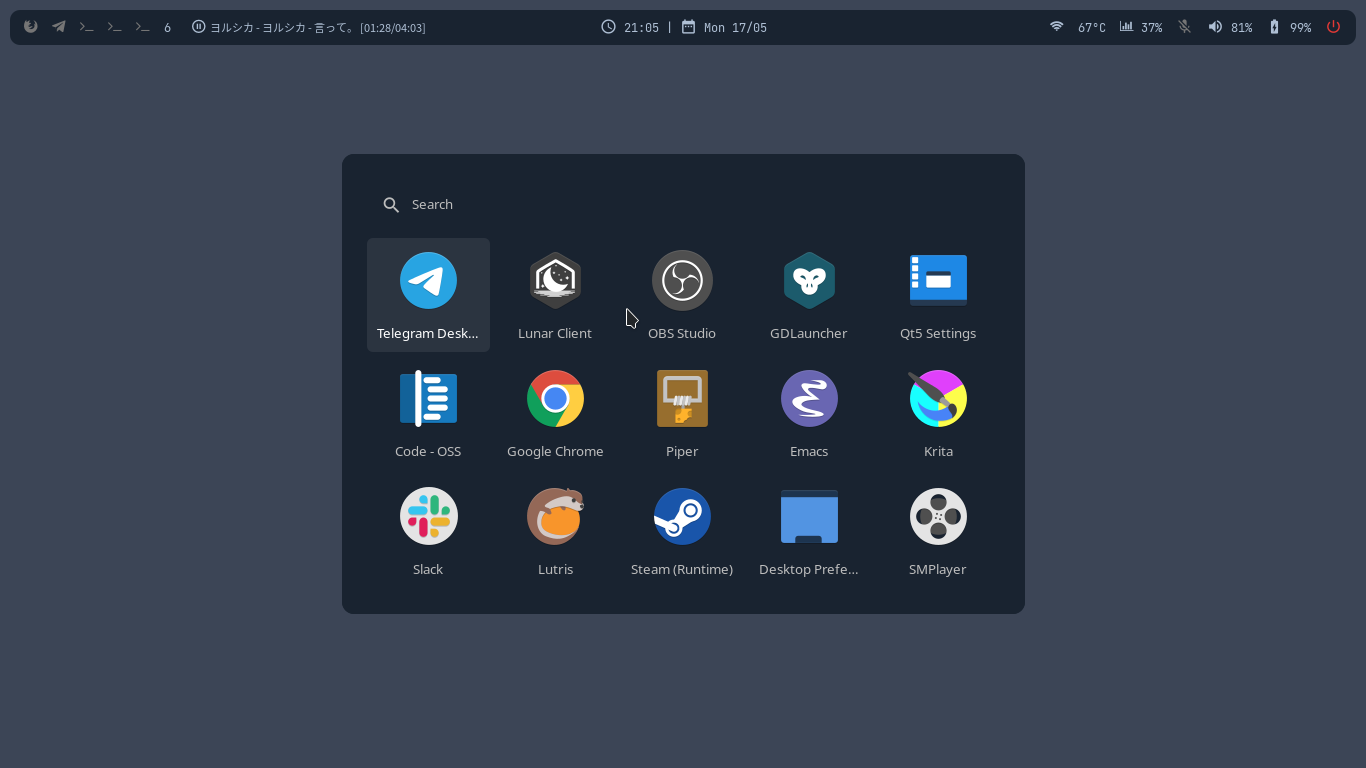 6 ヨルシカ - ヨルシカ - 言って。 [01:28/04:03] 21:05 | Mon 17/05 67°C 37% 81% 99%
Search
Telegram Desk... Lunar Client OBS Studio GDLauncher Qt5 Settings
Code - OSS Google Chrome Piper Emacs Krita
Slack Lutris Steam (Runtime) Desktop Prefe... SMPlayer